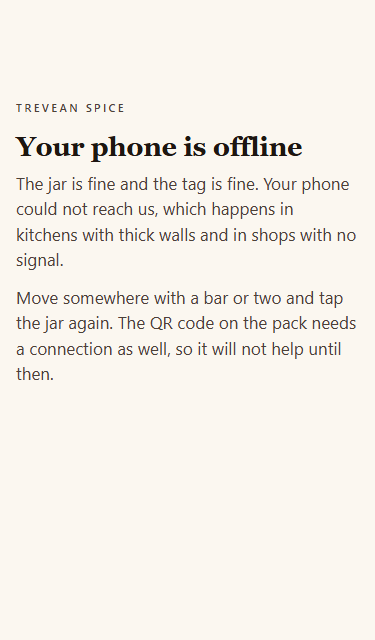 TREVEAN SPICE
Your phone is offline
The jar is fine and the tag is fine. Your phone
could not reach us, which happens in
kitchens with thick walls and in shops with no
signal.
Move somewhere with a bar or two and tap
the jar again. The QR code on the pack needs
a connection as well, so it will not help until
then.